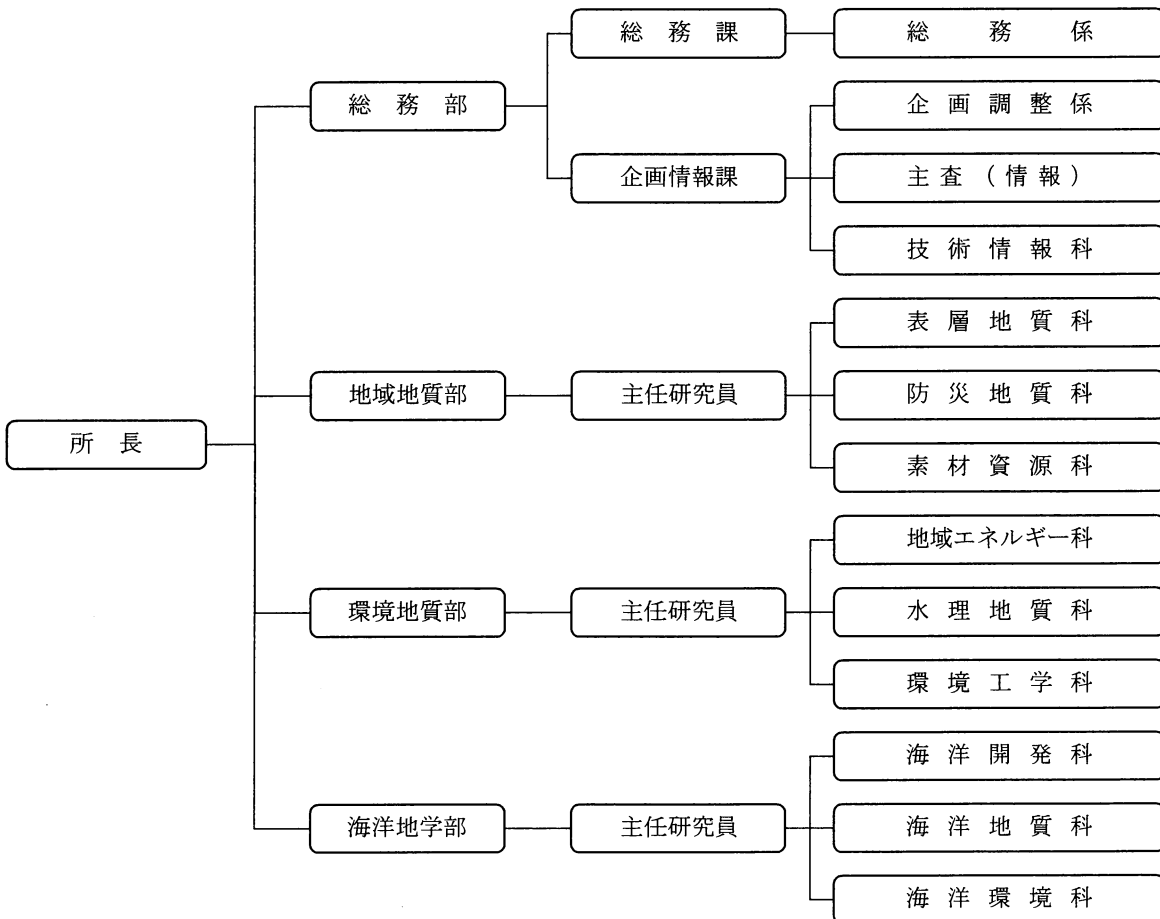 総務課
総務係
総務部
企画調整係
企画情報課
主査（情報）
技術情報科
表層地質科
地域地質部
主任研究員
防災地質科
所長
素材資源科
地域エネルギー科
環境地質部
主任研究員
水理地質科
環境工学科
海洋開発科
海洋地学部
主任研究員
海洋地質科
海洋環境科